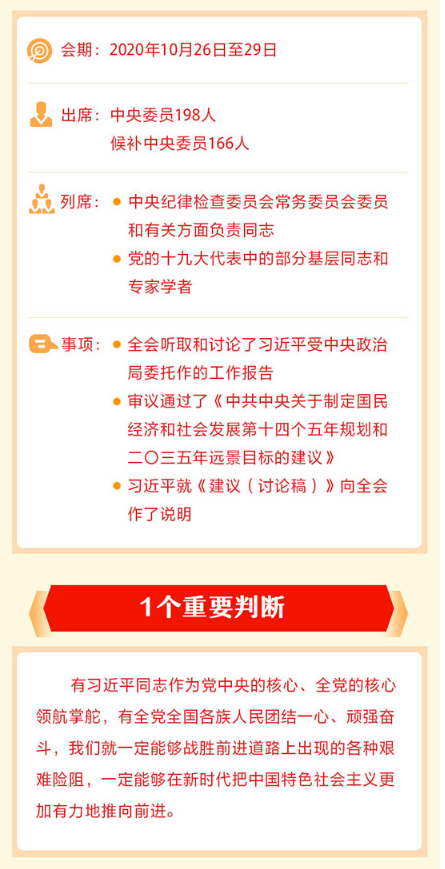 会期：2020年10月26日至29日
出席：中央委员198人
候补中央委员166人
列席：●中央纪律检查委员会常务委员会委员
和有关方面负责同志
●党的十九大代表中的部分基层同志和
专家学者
事项：●全会听取和讨论了习近平受中央政治
局委托作的工作报告
●审议通过了《中共中央关于制定国民
经济和社会发展第十四个五年规划和
二〇三五年远景目标的建议》
●习近平就《建议（讨论稿）》向全会
作了说明
1个重要判断
有习近平同志作为党中央的核心、全党的核心
领航掌舵，有全党全国各族人民团结一心、顽强奋
斗，我们就一定能够战胜前进道路上出现的各种艰
难险阻，一定能够在新时代把中国特色社会主义更
加有力地推向前进。